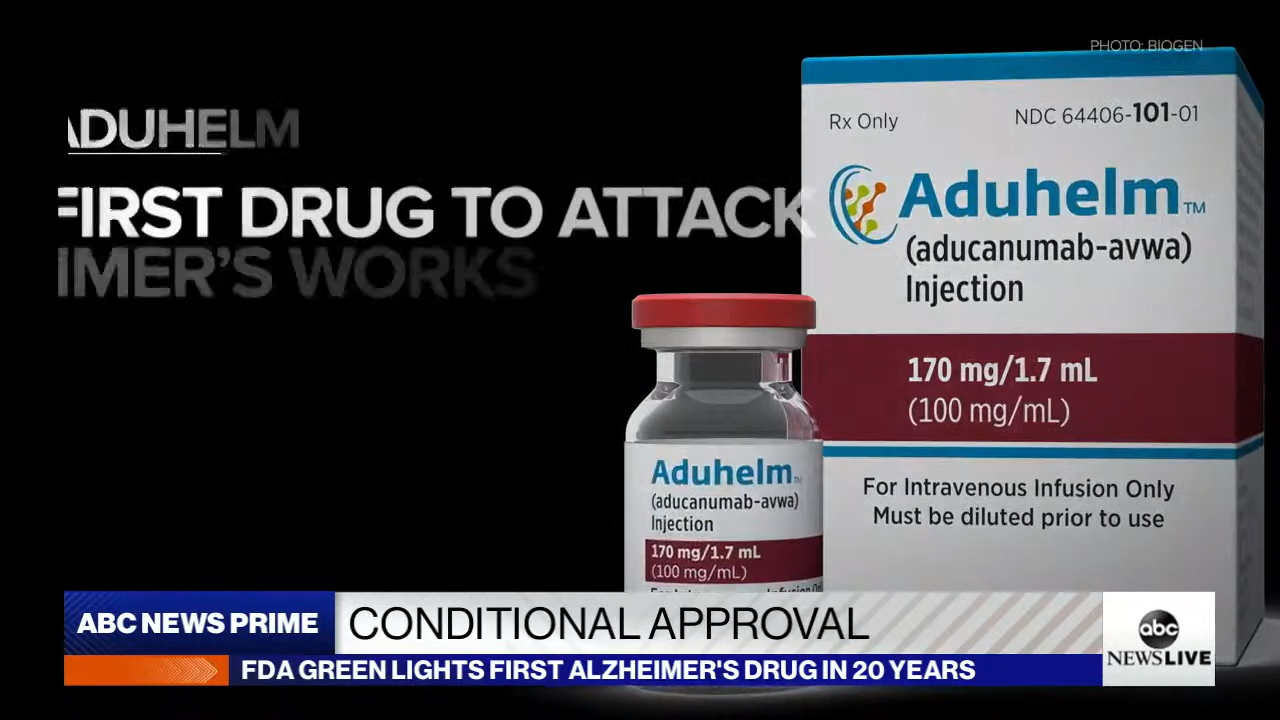 PHOTO: BIOGEN
ADUHELM
FIRST DRUG TO ATTACK
IMER'S WORKS
Rx Only
NDC 64406-101-01
Aduhelm™
(aducanumab-avwa)
Injection
170 mg/1.7 mL
(100 mg/mL)
For Intravenous Infusion Only
Must be diluted prior to use
Aduhelm™
(aducanumab-avwa)
Injection
170 mg/1.7 mL
(100 mg/mL)
ABC NEWS PRIME
CONDITIONAL APPROVAL
FDA GREEN LIGHTS FIRST ALZHEIMER'S DRUG IN 20 YEARS
abc
NEWSLIVE